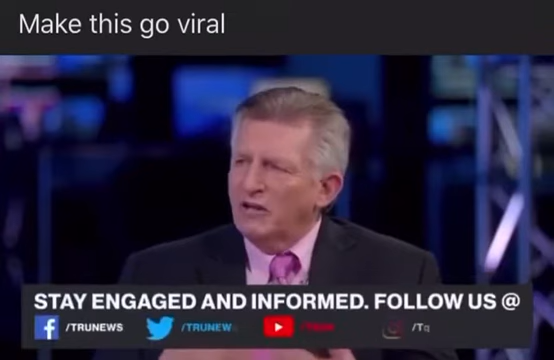 Make this go viral
STAY ENGAGED AND INFORMED. FOLLOW US @
/TRUNEWS /TRUNEW